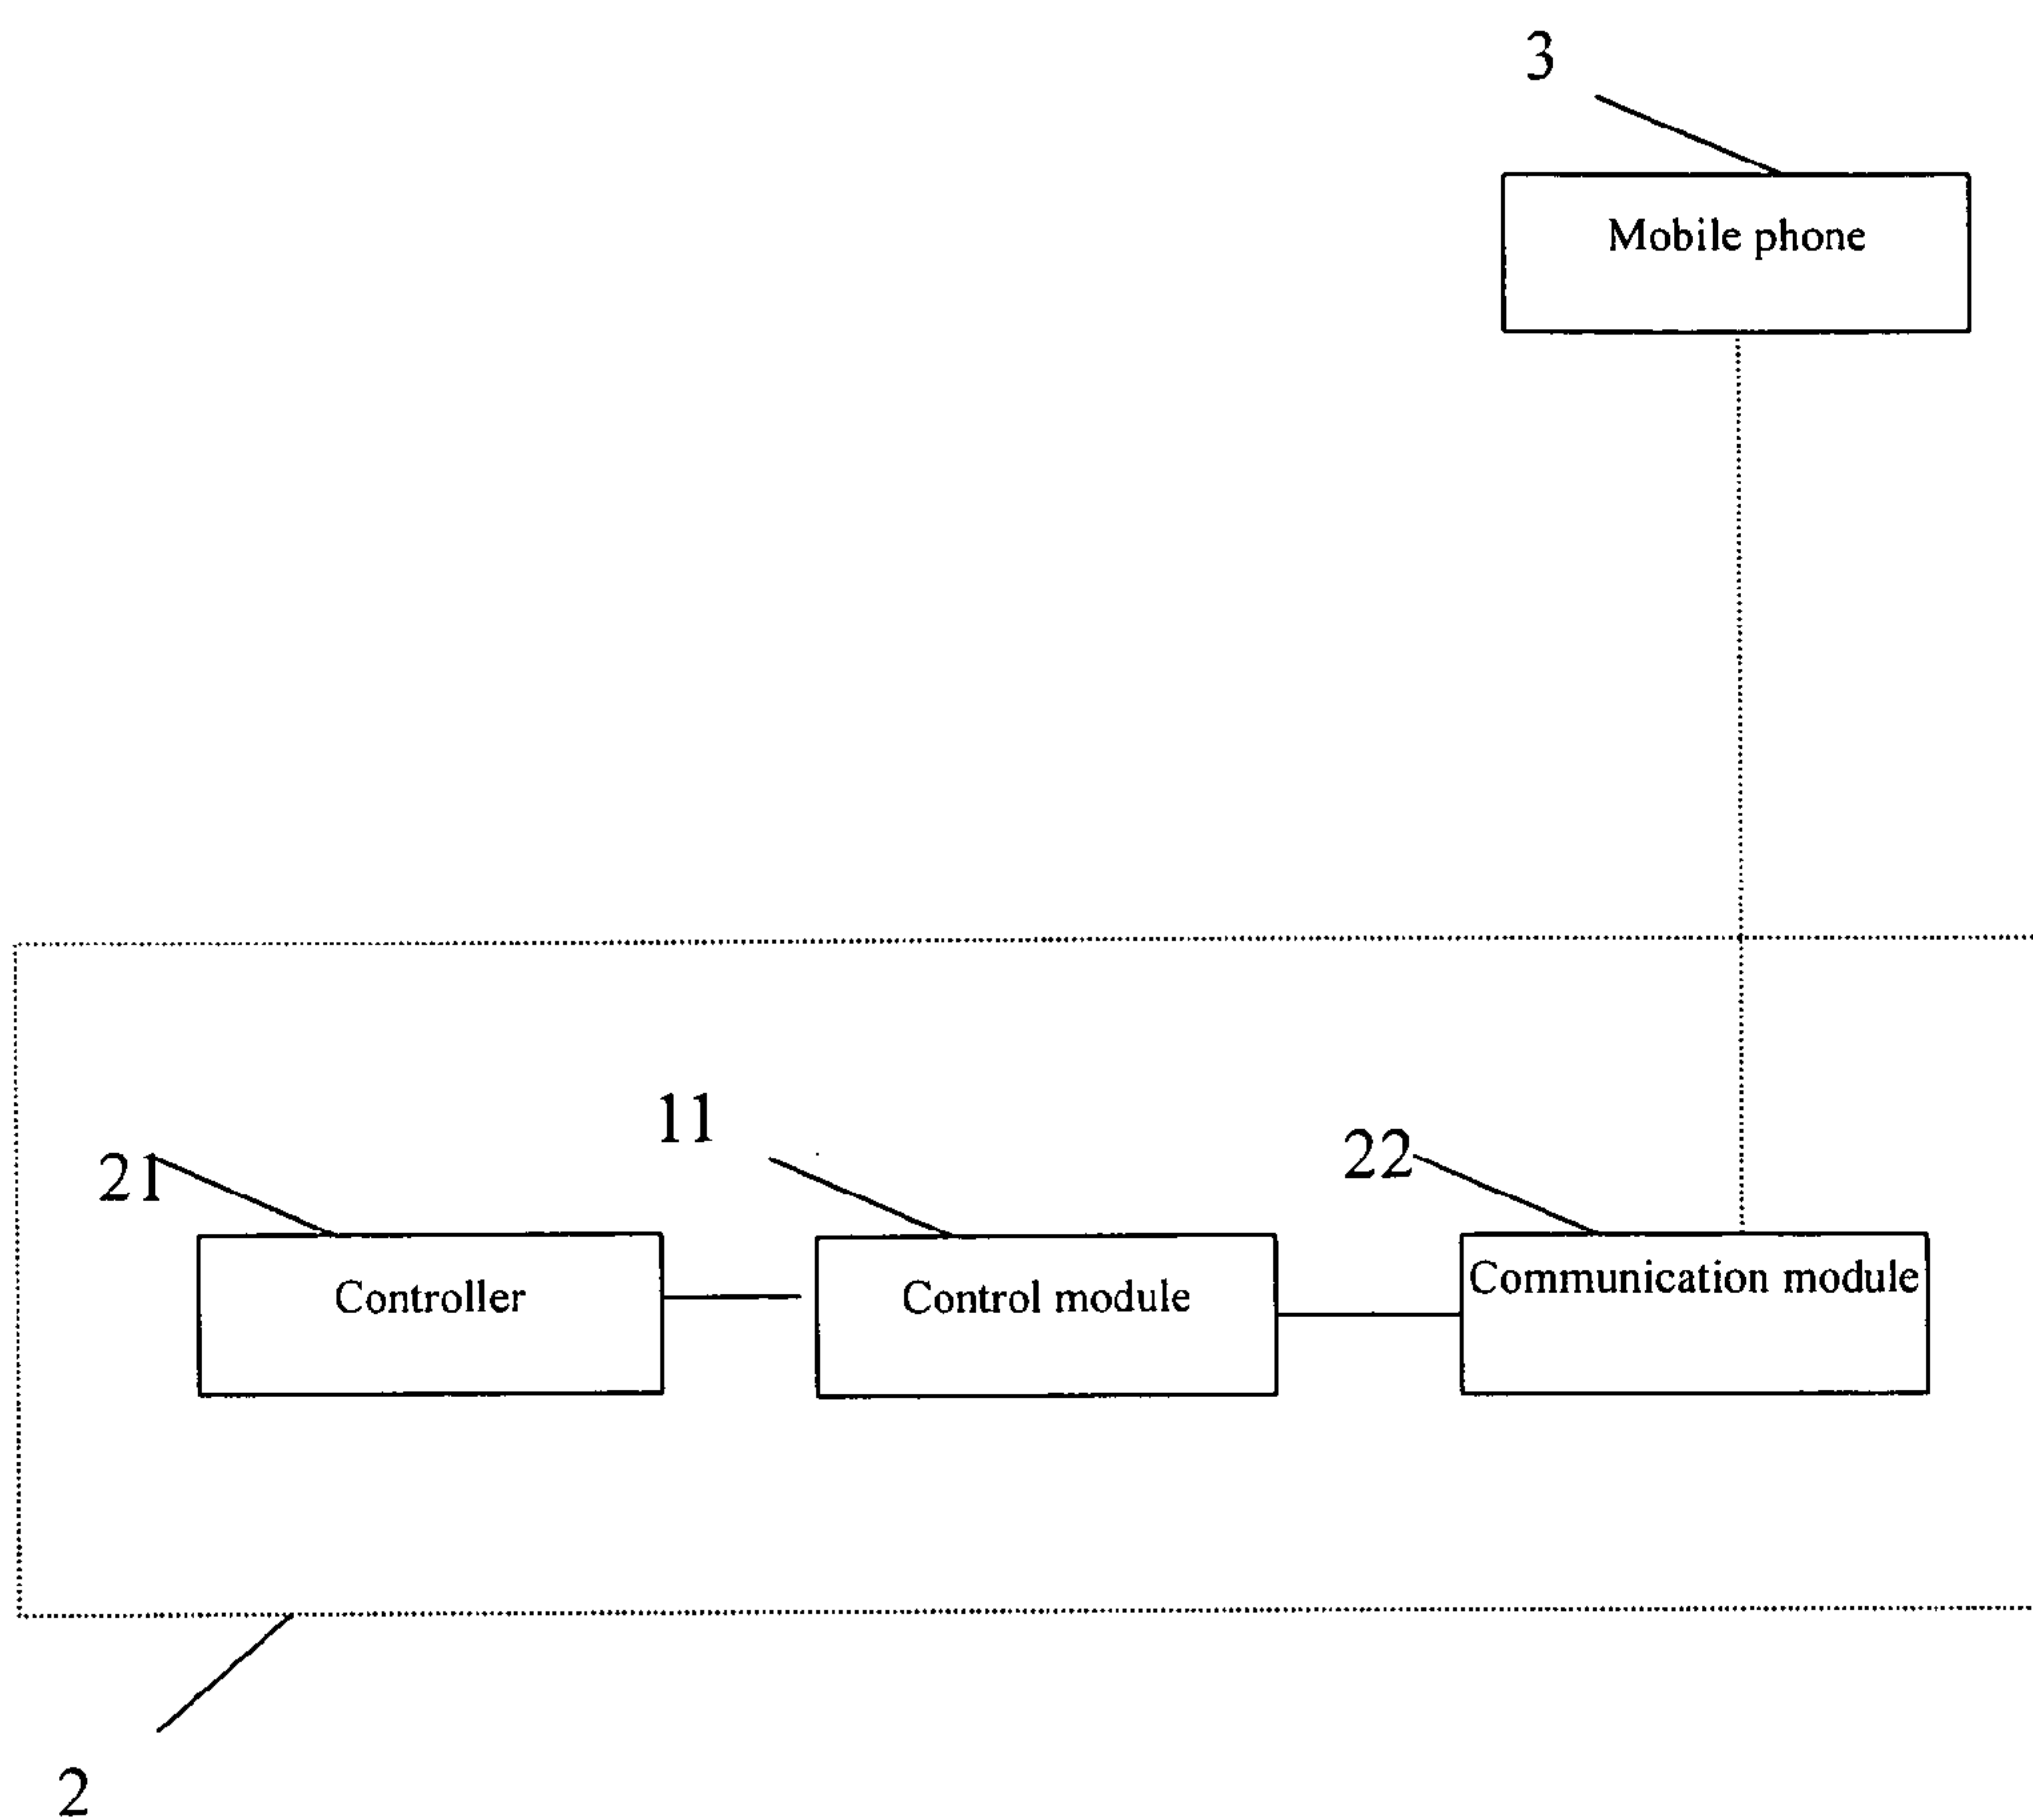 3
Mobile phone
11
22
21
Controller
Control module
Communication module
2